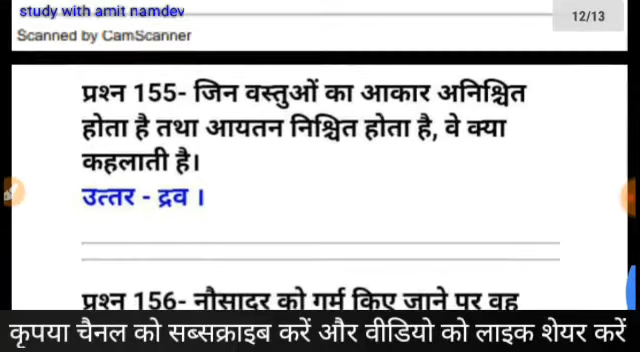 study with amit namdev
12/13
Scanned by CamScanner
प्रश्न 155- जिन वस्तुओं का आकार अनिश्चित
होता है तथा आयतन निश्चित होता है, वे क्या
कहलाती है।
उत्तर - द्रव ।
प्रश्न 156- नौसादर को गर्म किए जाने पर वह
कृपया चैनल को सब्सक्राइब करें और वीडियो को लाइक शेयर करें